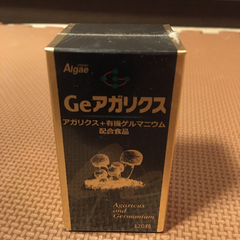 Algae
Geアガリクス
アガリクス+有機ゲルマニウム
配合食品
Agaricus
and
Germanium
120粒